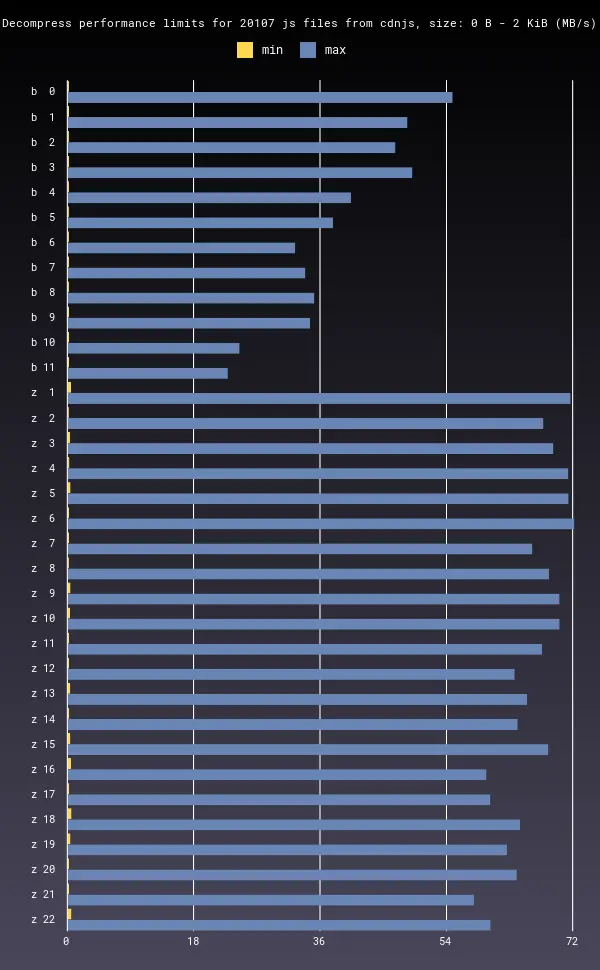 Decompress performance limits for 20107 js files from cdnjs, size: 0 B - 2 KiB (MB/s)
min max
b 0
b 1
b 2
b 3
b 4
b 5
b 6
b 7
b 8
b 9
b 10
b 11
z 1
z 2
z 3
z 4
z 5
z 6
z 7
z 8
z 9
z 10
z 11
z 12
z 13
z 14
z 15
z 16
z 17
z 18
z 19
z 20
z 21
z 22
0 18 36 54 72